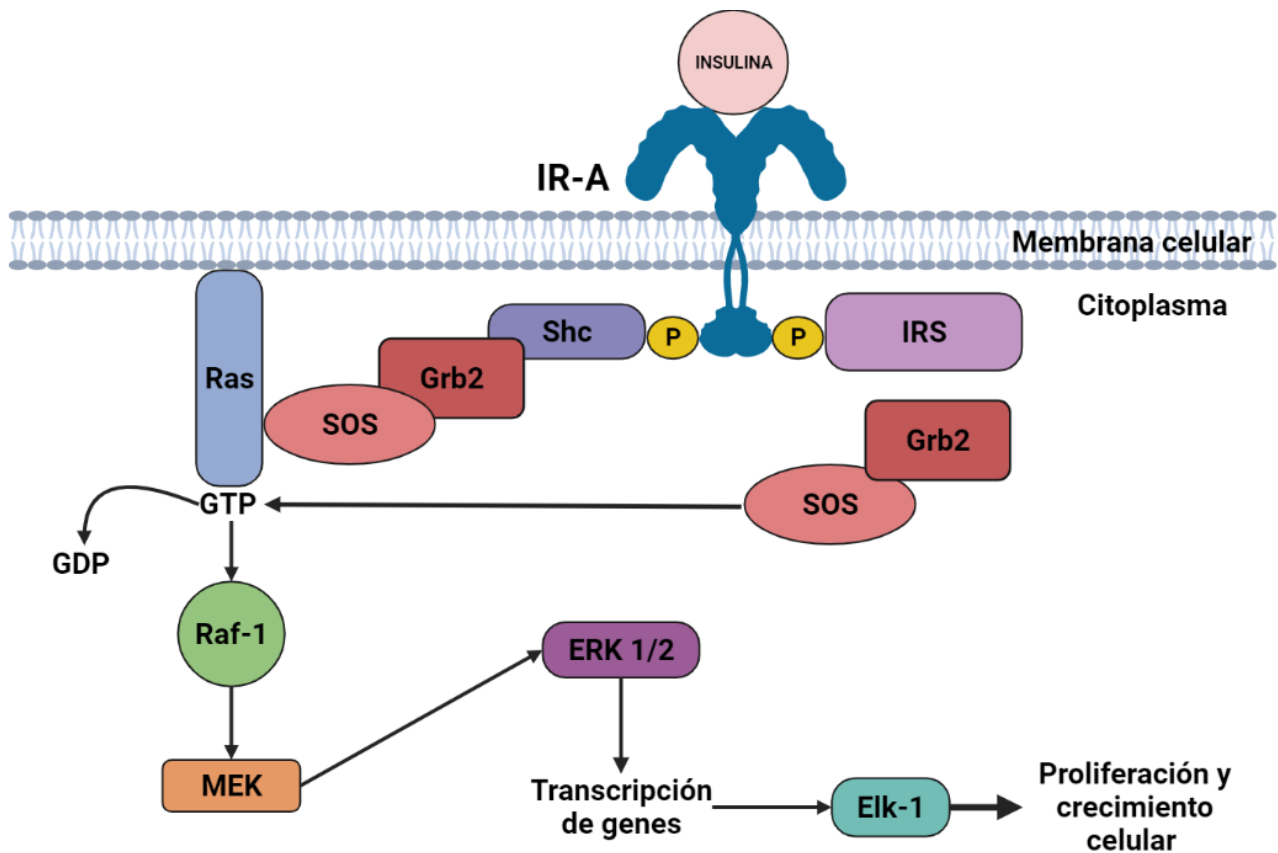 INSULINA
IR-A
Membrana celular
Citoplasma
Shc
P
P
IRS
Ras
Grb2
SOS
Grb2
SOS
GTP
GDP
Raf-1
ERK 1/2
MEK
Transcripción
de genes
Elk-1
Proliferación y
crecimiento
celular